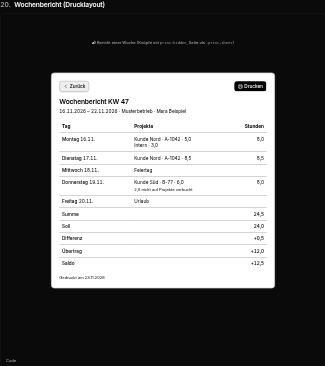 20. Wochenbericht (Drucklayout)
Zurück
Drucken
Wochenbericht KW 47
16.11.2026 – 22.11.2026 · Musterbetrieb · Mara Beispiel
Tag Projekte Stunden
Montag 16.11. Kunde Nord · A-1042 · 5,0 8,0
Intern · 3,0
Dienstag 17.11. Kunde Nord · A-1042 · 8,5 8,5
Mittwoch 18.11. Feiertag
Donnerstag 19.11. Kunde Süd · B-77 · 6,0 8,0
2,0 nicht auf Projekte verbucht
Freitag 20.11. Urlaub
Summe 24,5
Soll 24,0
Differenz +0,5
Übertrag +12,0
Saldo +12,5
Gedruckt am 23.11.2026
Code